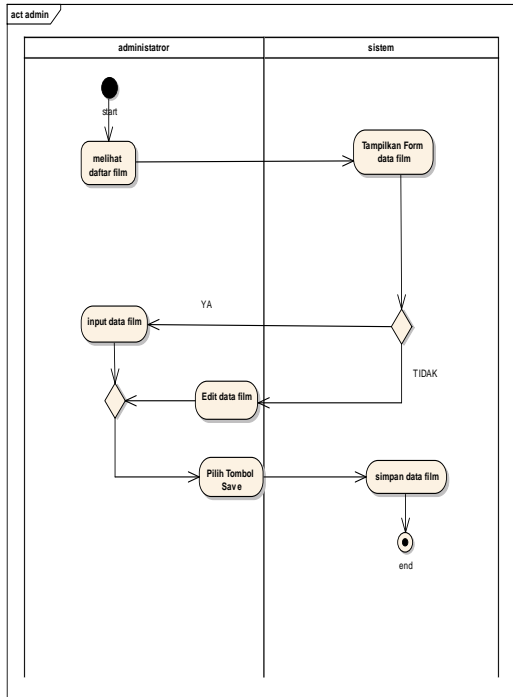 act admin
administatror
sistem
start
melihat
daftar film
Tampilkan Form
data film
YA
input data film
TIDAK
Edit data film
Pilih Tombol
Save
simpan data film
end